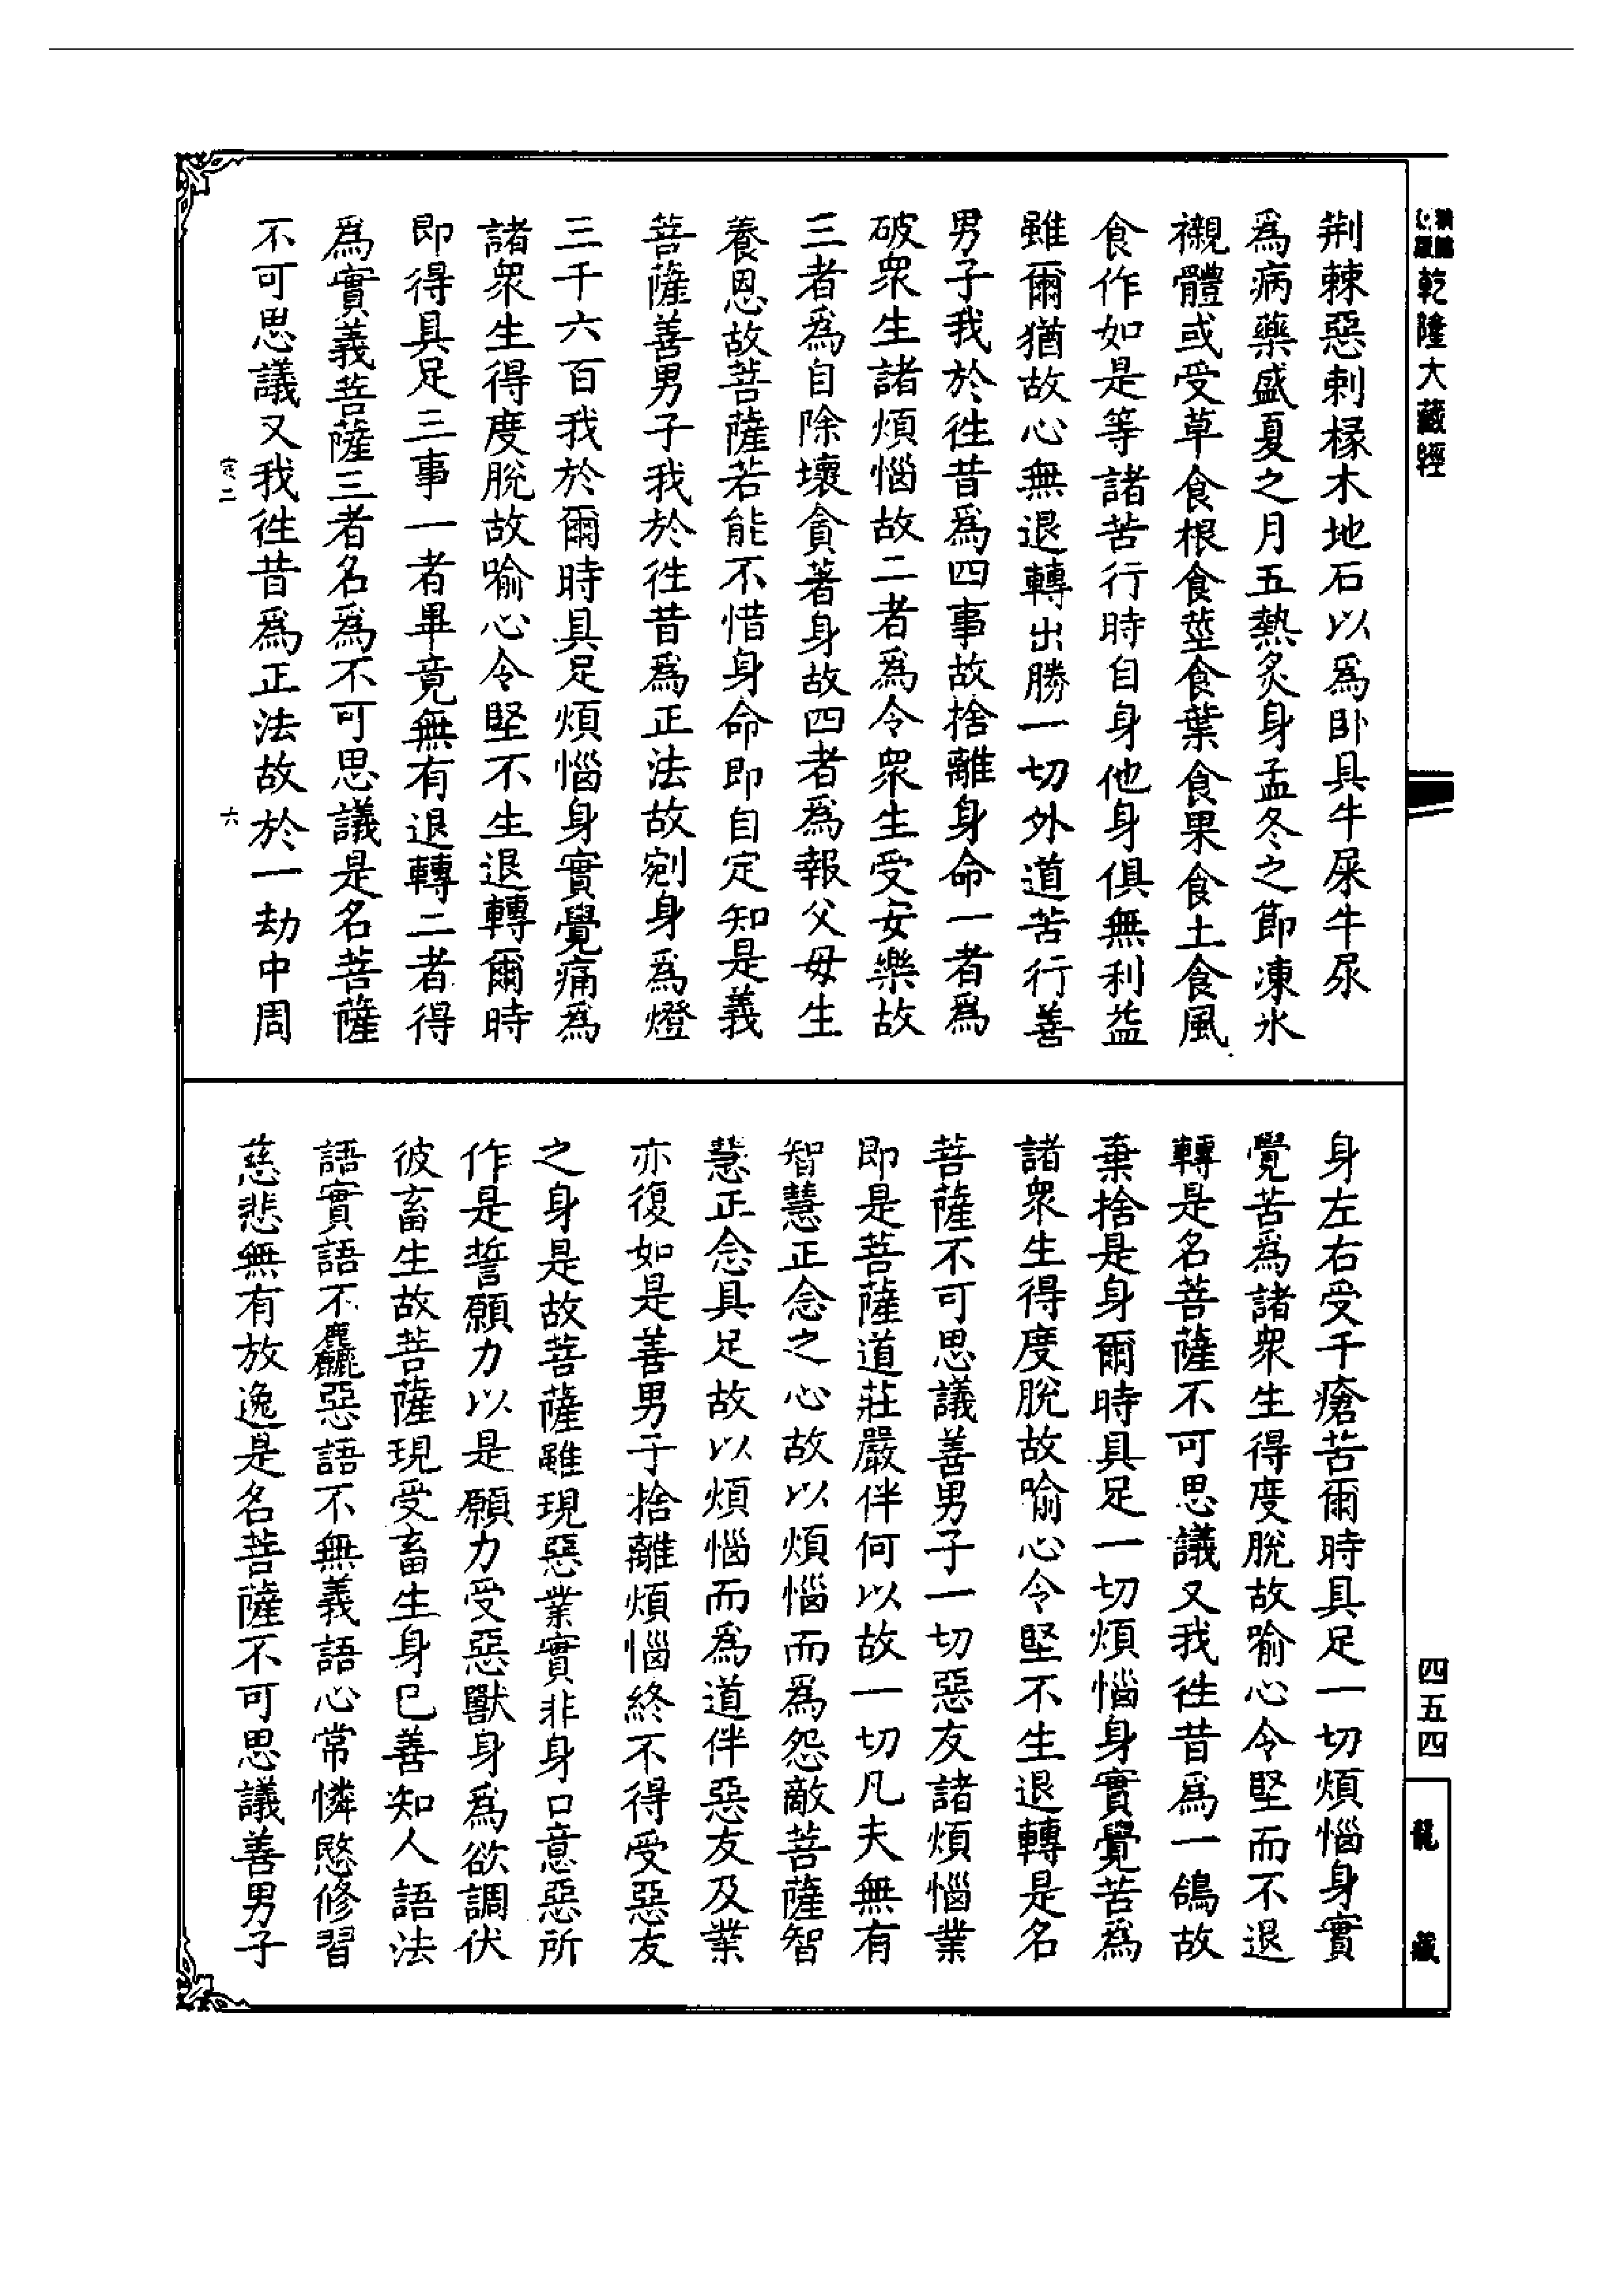 乾隆大藏經
荆棘惡刺椽木地石以爲卧具牛屎牛尿
爲病藥盛夏之月五熱炙身孟冬之節凍氷
襯體或受草食根食莖食葉食果食土食風
食作如是等諸苦行時自身他身俱無利益
雖爾猶故心無退轉出勝一切外道苦行善
男子我於徃昔爲四事故捨離身命一者爲
破衆生諸煩惱故二者爲令衆生受安樂故
三者爲自除壞貪著身故四者爲報父母生
養恩故菩薩若能不惜身命即自定知是義
菩薩善男子我於徃昔爲正法故剜身爲燈
三千六百我於爾時具足煩惱身實覺痛爲
諸衆生得度脫故喻心令堅不生退轉爾時
即得具足三事一者畢竟無有退轉二者得
爲實義菩薩三者名爲不可思議是名菩薩
不可思議又我徃昔爲正法故於一劫中周
六
身左右受千瘡苦爾時具足一切煩惱身實
覺苦爲諸衆生得度脫故喻心令堅而不退
轉是名菩薩不可思議又我徃昔爲一鴿故
棄捨是身爾時具足一切煩惱身實覺苦爲
諸衆生得度脫故喻心令堅不生退轉是名
菩薩不可思議善男子一切惡友諸煩惱業
即是菩薩道莊嚴伴何以故一切凡夫無有
智慧正念之心故以煩惱而爲怨敵菩薩智
慧正念具足故以煩惱而爲道伴惡友及業
亦復如是善男子捨離煩惱終不得受惡友
之身是故菩薩雖現惡業實非身口意惡所
作是誓願力以是願力受惡獸身爲欲調伏
彼畜生故菩薩現受畜生身已善知人語法
語實語不麤惡語不無義語心常憐愍修習
慈悲無有放逸是名菩薩不可思議善男子
四五四
龍藏